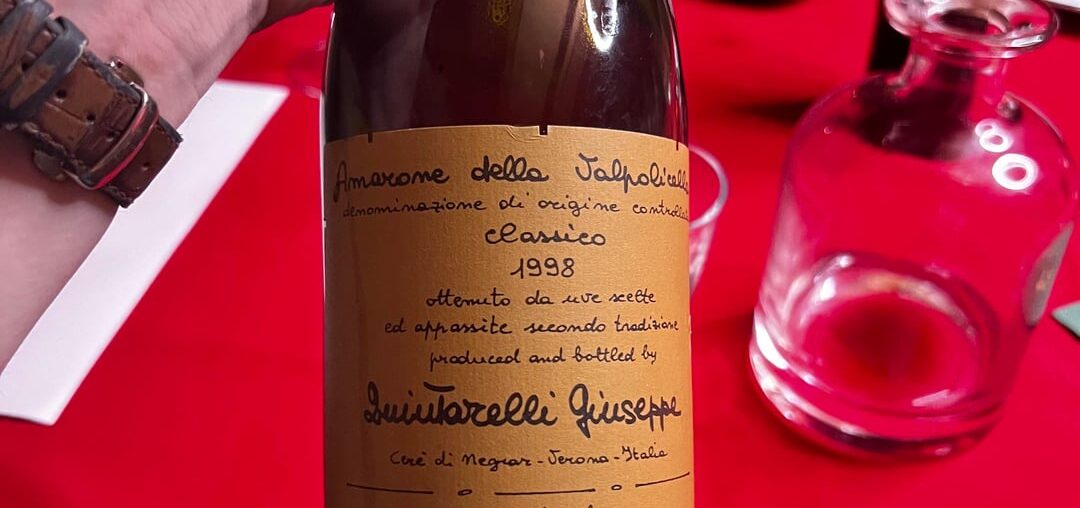 Amarone della Valpolicella
denominazione di origine controllata
classico
1998
ottenuto da uve scelte
ed appassite secondo tradizione
produced and bottled by
Quintarelli Giuseppe
Cerè di Negrar - Verona - Italia